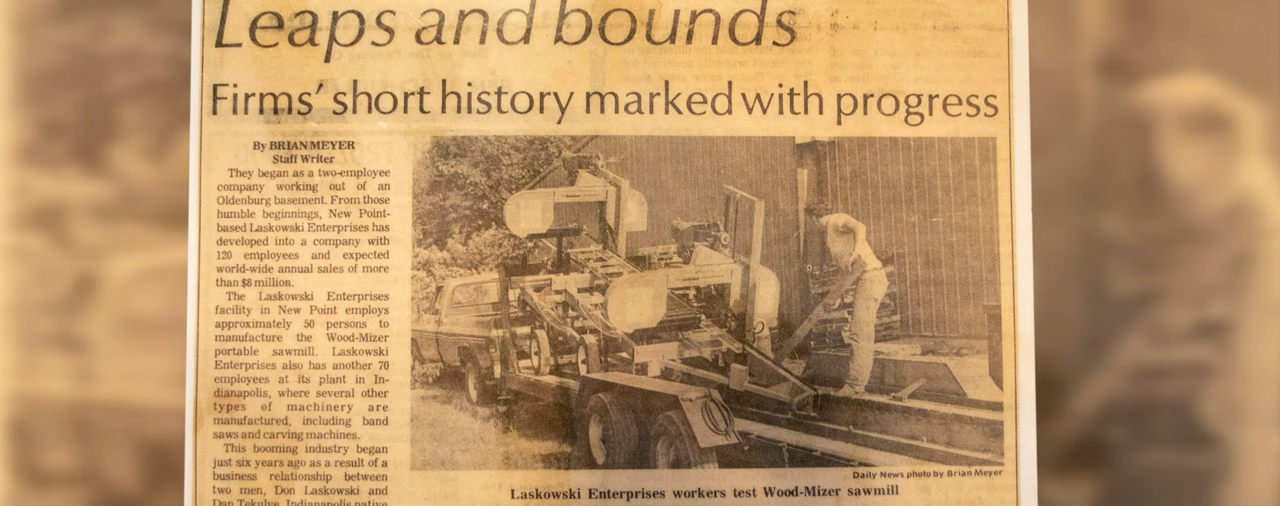 Leaps and bounds
Firms' short history marked with progress
By BRIAN MEYER
Staff Writer
They began as a two-employee
company working out of an
Oldenburg basement. From those
humble beginnings, New Point-
based Laskowski Enterprises has
developed into a company with
120 employees and expected
world-wide annual sales of more
than $8 million.
The Laskowski Enterprises
facility in New Point employs
approximately 50 persons to
manufacture the Wood-Mizer
portable sawmill. Laskowski
Enterprises also has another 70
employees at its plant in In-
dianapolis, where several other
types of machinery are
manufactured, including band
saws and carving machines.
This booming industry began
just six years ago as a result of a
business relationship between
two men, Don Laskowski and
Dan Tekulve, Indianapolis native
Daily News photo by Brian Meyer
Laskowski Enterprises workers test Wood-Mizer sawmill